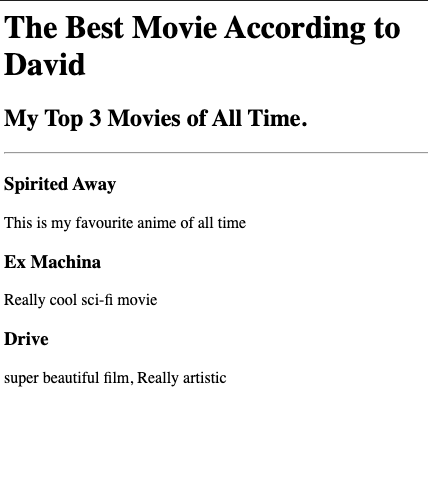 The Best Movie According to
David
My Top 3 Movies of All Time.
Spirited Away
This is my favourite anime of all time
Ex Machina
Really cool sci-fi movie
Drive
super beautiful film, Really artistic